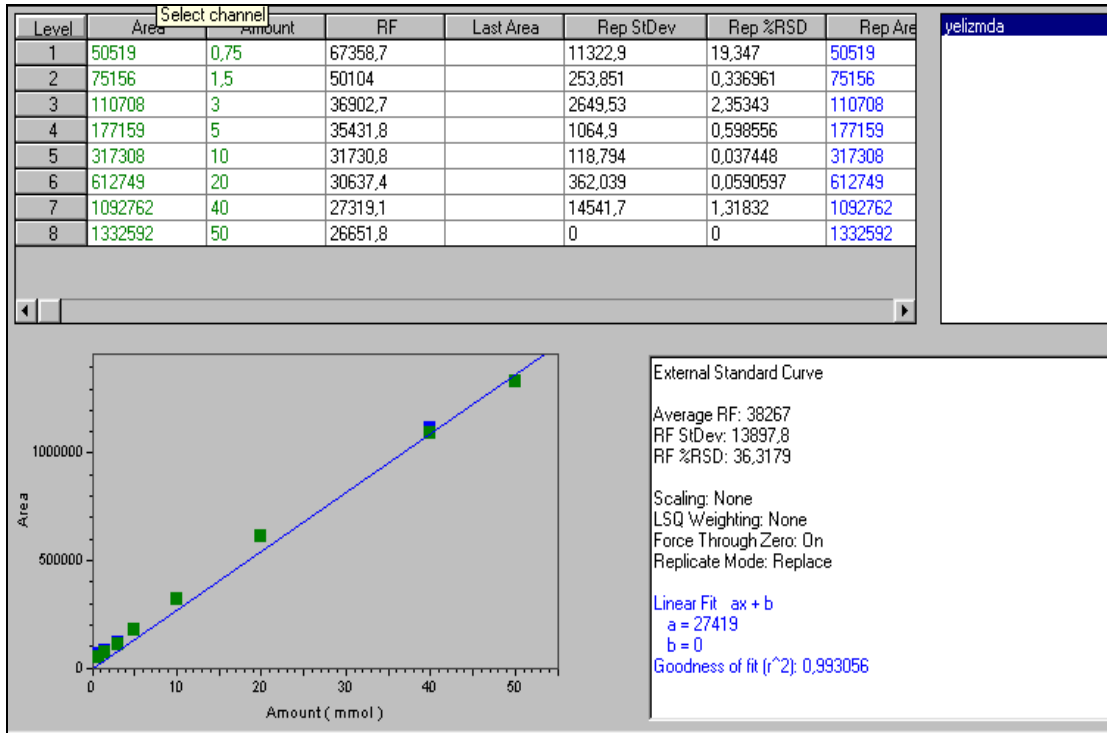 Select channel
Level Area Amount RF Last Area Rep StDev Rep %RSD Rep Are
1 50519 0,75 67358,7 11322,9 19,347 50519
2 75156 1,5 50104 253,851 0,336961 75156
3 110708 3 36902,7 2649,53 2,35343 110708
4 177159 5 35431,8 1064,9 0,598556 177159
5 317308 10 31730,8 118,794 0,037448 317308
6 612749 20 30637,4 362,039 0,0590597 612749
7 1092762 40 27319,1 14541,7 1,31832 1092762
8 1332592 50 26651,8 0 0 1332592
yelizmda
1000000
500000
0
Area
0 10 20 30 40 50
Amount ( mmol )
External Standard Curve
Average RF: 38267
RF StDev: 13897,8
RF %RSD: 36,3179
Scaling: None
LSQ Weighting: None
Force Through Zero: On
Replicate Mode: Replace
Linear Fit ax + b
a = 27419
b = 0
Goodness of fit (r^2): 0,993056